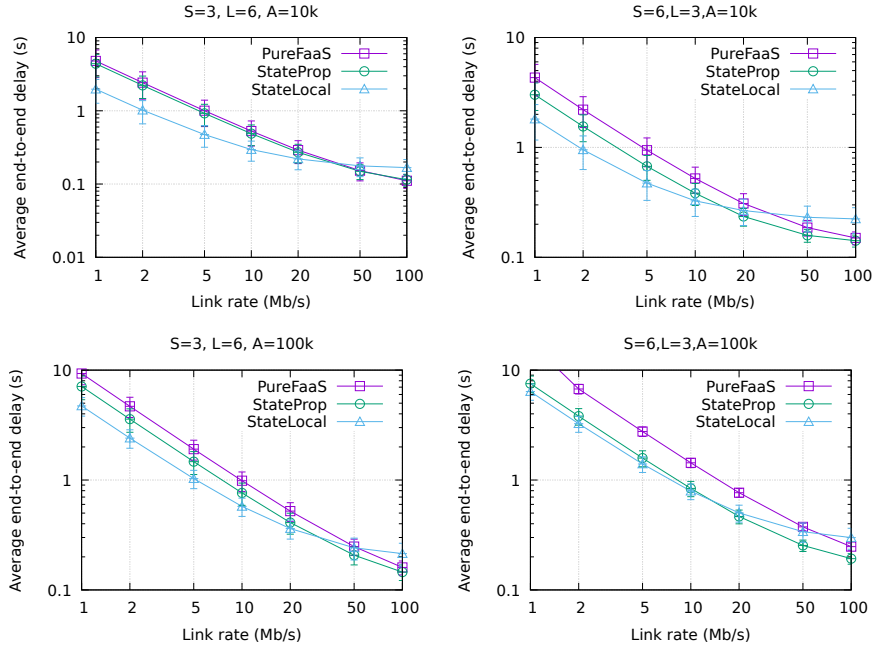 S=3, L=6, A=10k
Average end-to-end delay (s)
10
1
0.1
0.01
PureFaaS
StateProp
StateLocal
1 2 5 10 20 50 100
Link rate (Mb/s)
S=6,L=3,A=10k
Average end-to-end delay (s)
10
1
0.1
PureFaaS
StateProp
StateLocal
1 2 5 10 20 50 100
Link rate (Mb/s)
S=3, L=6, A=100k
Average end-to-end delay (s)
10
1
0.1
PureFaaS
StateProp
StateLocal
1 2 5 10 20 50 100
Link rate (Mb/s)
S=6,L=3,A=100k
Average end-to-end delay (s)
10
1
0.1
PureFaaS
StateProp
StateLocal
1 2 5 10 20 50 100
Link rate (Mb/s)